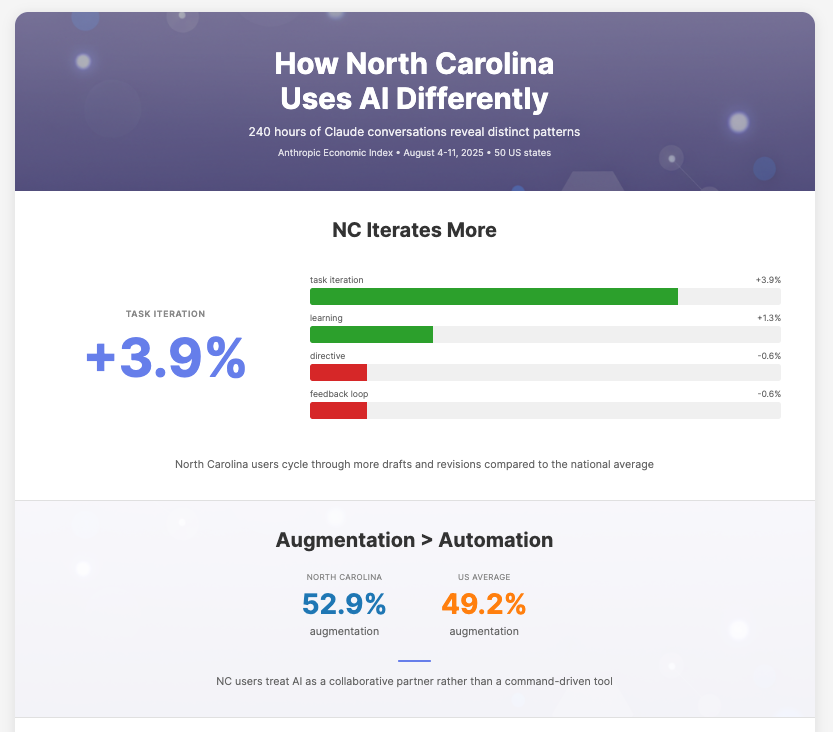 How North Carolina
Uses AI Differently
240 hours of Claude conversations reveal distinct patterns
Anthropic Economic Index • August 4-11, 2025 • 50 US states
NC Iterates More
TASK ITERATION
+3.9%
task iteration +3.9%
learning +1.3%
directive -0.6%
feedback loop -0.6%
North Carolina users cycle through more drafts and revisions compared to the national average
Augmentation > Automation
NORTH CAROLINA
52.9%
augmentation
US AVERAGE
49.2%
augmentation
NC users treat AI as a collaborative partner rather than a command-driven tool